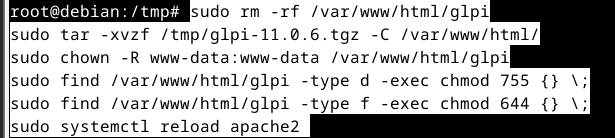 root@debian:/tmp# sudo rm -rf /var/www/html/glpi
sudo tar -xvzf /tmp/glpi-11.0.6.tgz -C /var/www/html/
sudo chown -R www-data:www-data /var/www/html/glpi
sudo find /var/www/html/glpi -type d -exec chmod 755 {} \;
sudo find /var/www/html/glpi -type f -exec chmod 644 {} \;
sudo systemctl reload apache2